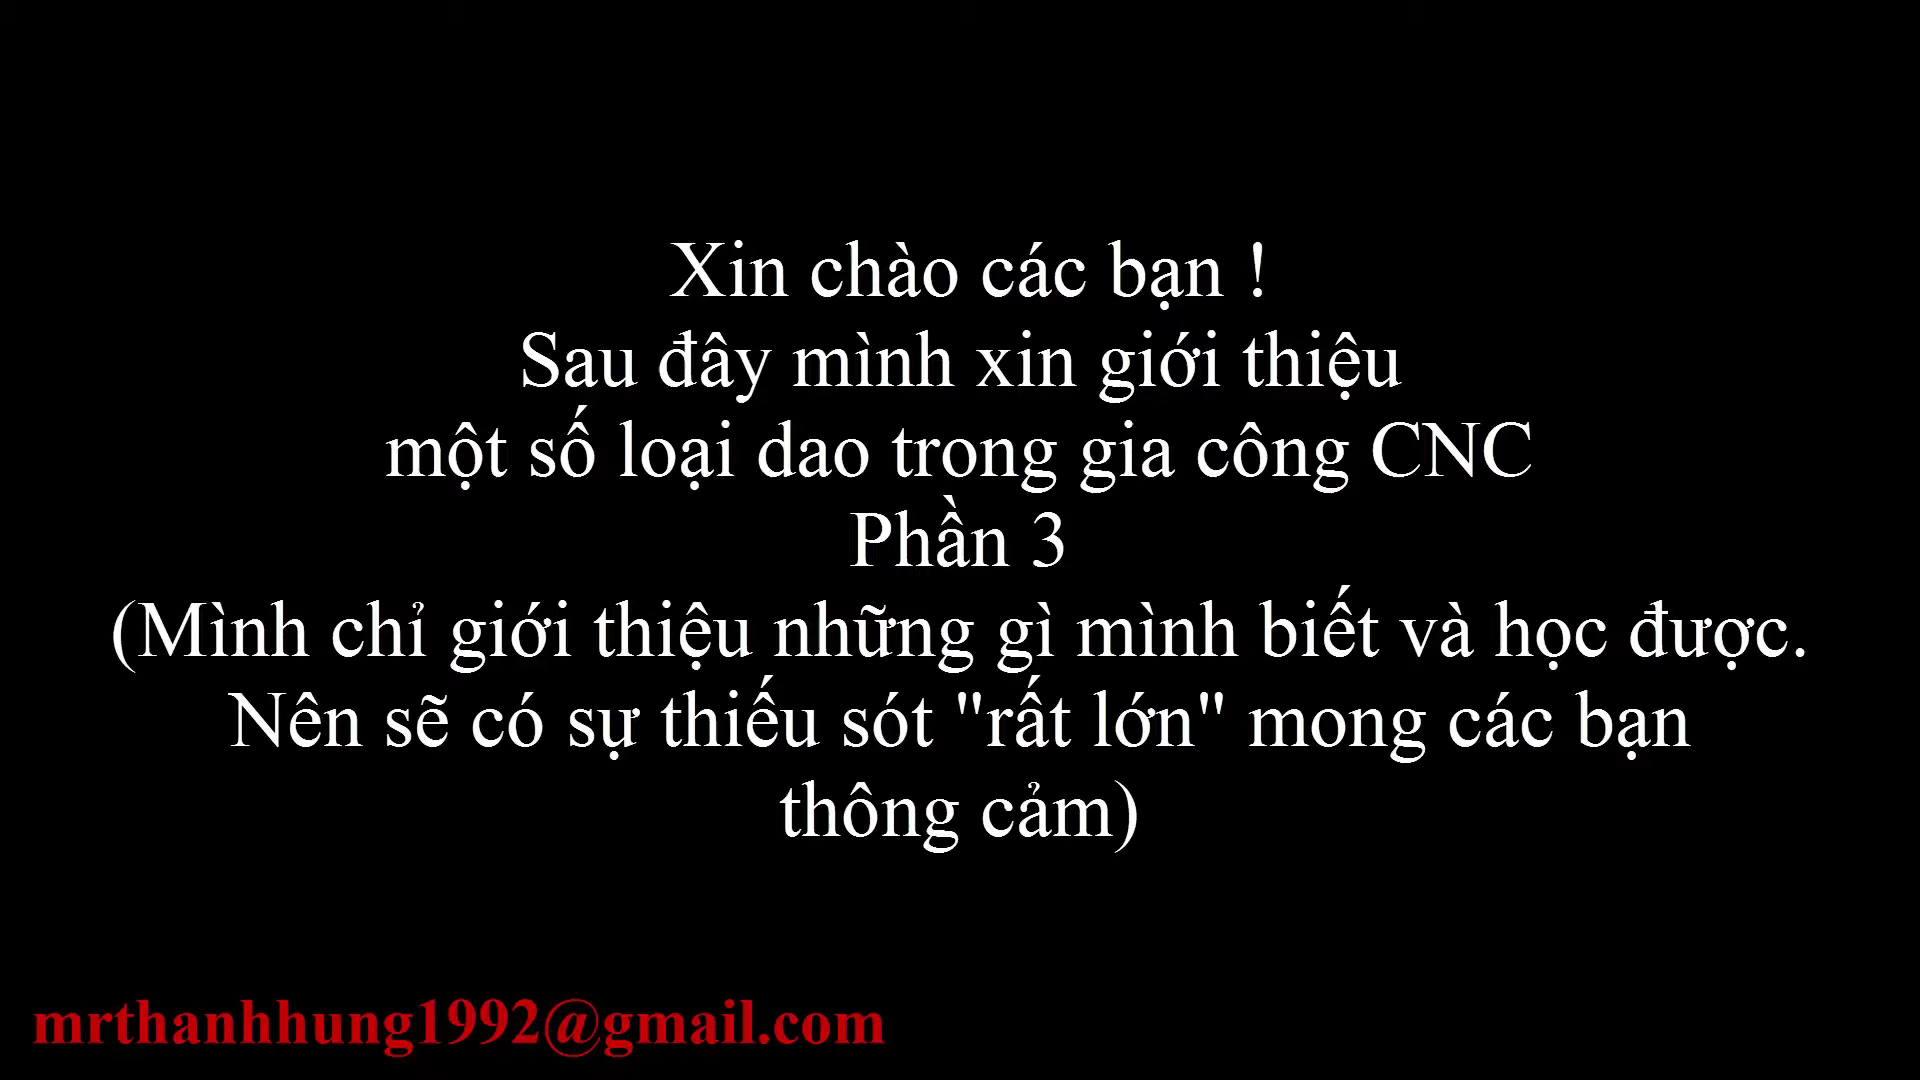 Xin chào các bạn !
Sau đây mình xin giới thiệu
một số loại dao trong gia công CNC
Phần 3
(Mình chỉ giới thiệu những gì mình biết và học được.
Nên sẽ có sự thiếu sót "rất lớn" mong các bạn
thông cảm)
mrthanhhung1992@gmail.com